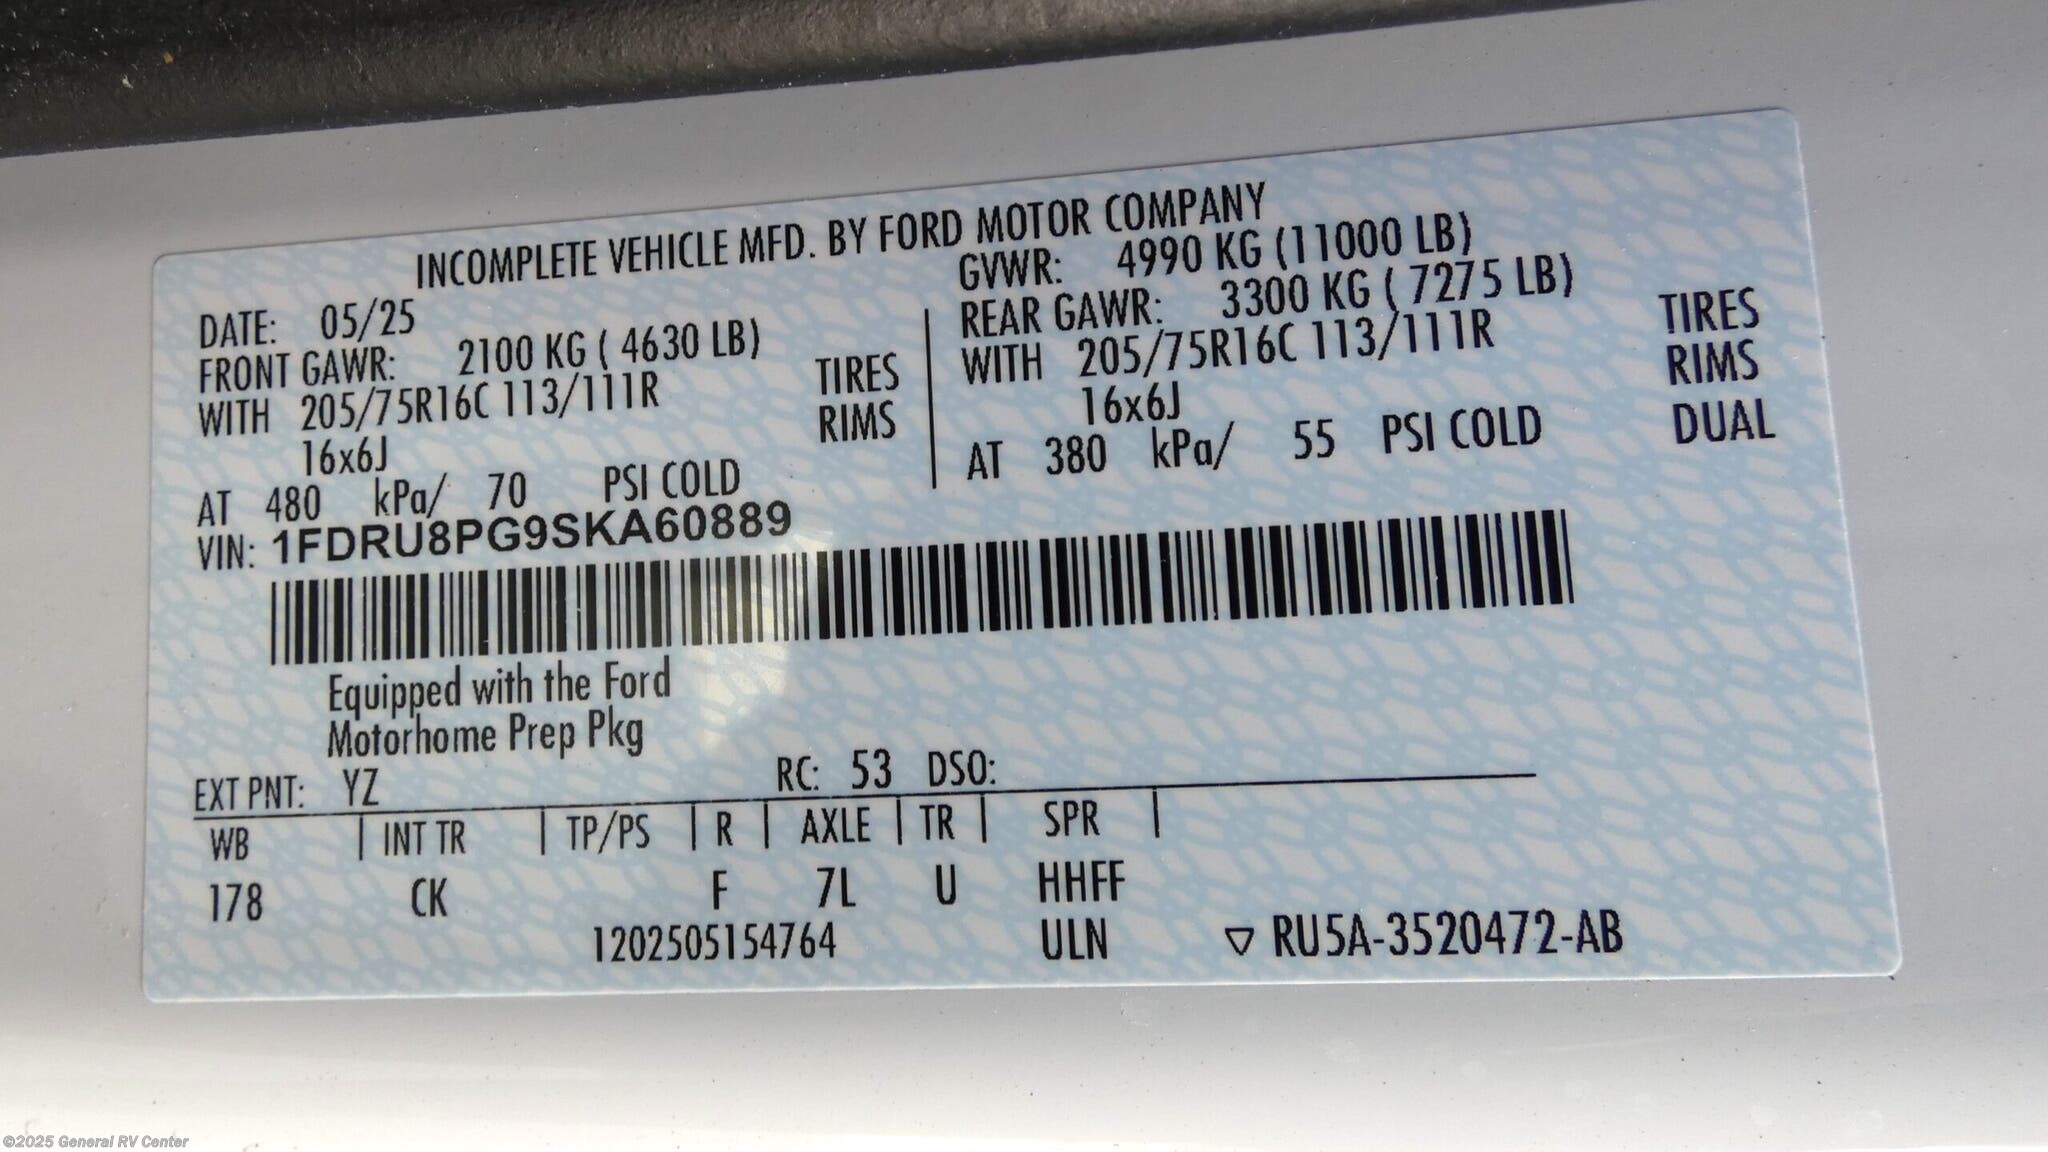 INCOMPLETE VEHICLE MFD. BY FORD MOTOR COMPANY
DATE: 05/25
FRONT GAWR: 2100 KG ( 4630 LB)
WITH 205/75R16C 113/111R TIRES
16x6J RIMS
AT 480 kPa/ 70 PSI COLD
GVWR: 4990 KG (11000 LB)
REAR GAWR: 3300 KG ( 7275 LB)
WITH 205/75R16C 113/111R TIRES
16x6J RIMS
AT 380 kPa/ 55 PSI COLD DUAL
VIN: 1FDRU8PG9SKA60889
Equipped with the Ford
Motorhome Prep Pkg
EXT PNT: YZ RC: 53 DSO:
WB | INT TR | TP/PS | R | AXLE | TR | SPR |
178 CK F 7L U HHFF
1202505154764 ULN ▽ RU5A-3520472-AB
©2025 General RV Center